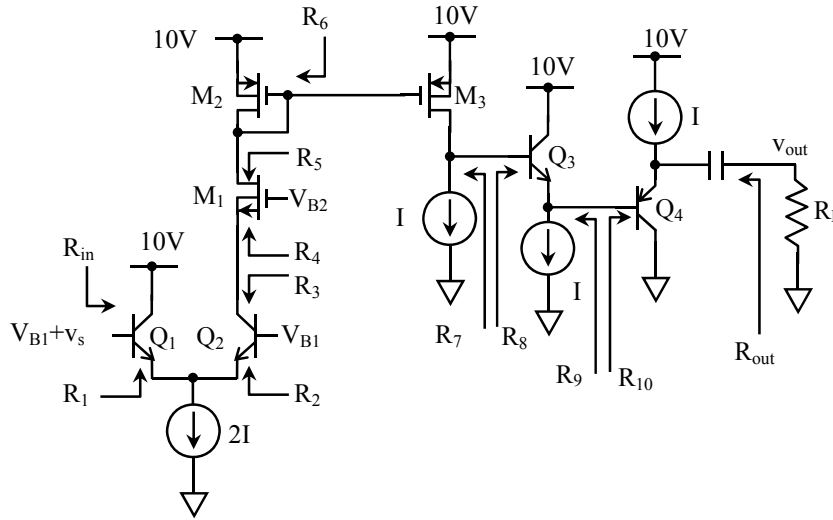 R6
10V
10V
10V
10V
M2
M3
I
vout
R5
Q3
M1
VB2
I
Q4
RL
10V
R4
Rin
R3
I
VB1+vs
Q1
Q2
VB1
R7
R8
R1
R2
R9
R10
Rout
2I